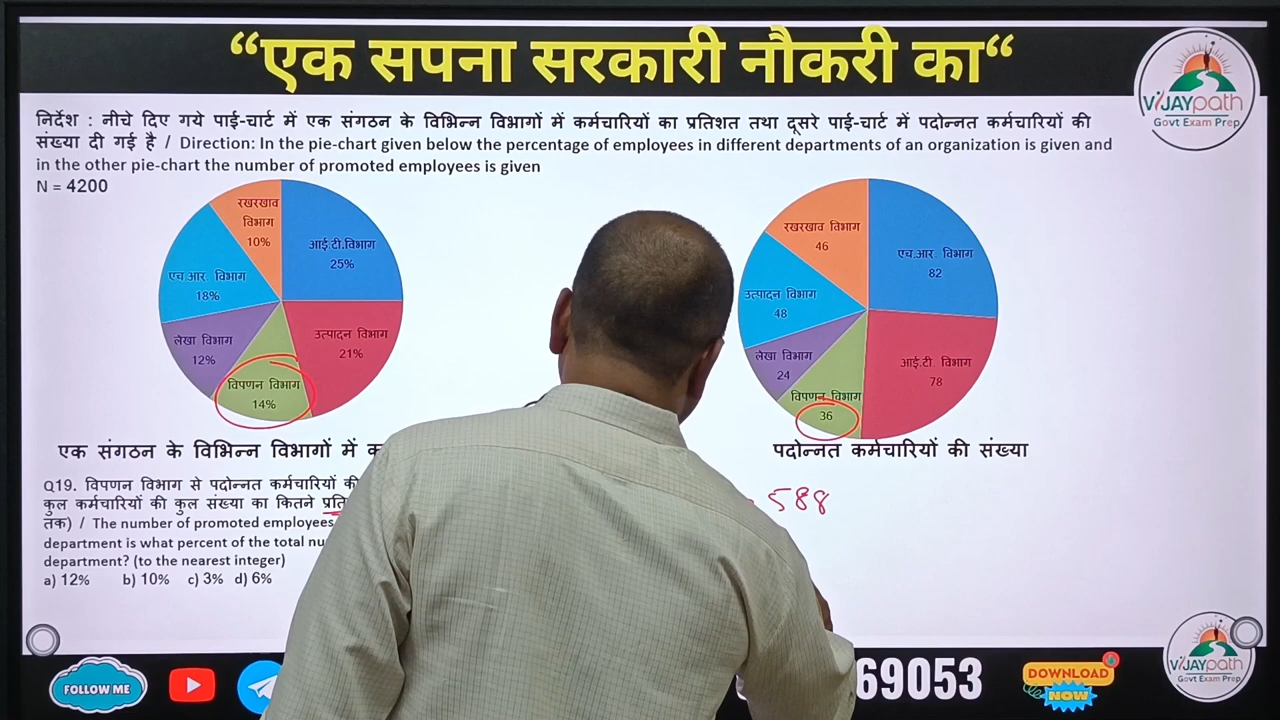 “एक सपना सरकारी नौकरी का“
VIJAYpath
Govt Exam Prep
निर्देश : नीचे दिए गये पाई-चार्ट में एक संगठन के विभिन्न विभागों में कर्मचारियों का प्रतिशत तथा दूसरे पाई-चार्ट में पदोन्नत कर्मचारियों की
संख्या दी गई है / Direction: In the pie-chart given below the percentage of employees in different departments of an organization is given and
in the other pie-chart the number of promoted employees is given
N = 4200
रखरखाव
विभाग
10%
आई.टी.विभाग
25%
एच.आर. विभाग
18%
उत्पादन विभाग
21%
लेखा विभाग
12%
विपणन विभाग
14%
रखरखाव विभाग
46
एच.आर. विभाग
82
उत्पादन विभाग
48
लेखा विभाग
24
आई.टी. विभाग
78
विपणन विभाग
36
एक संगठन के विभिन्न विभागों में
पदोन्नत कर्मचारियों की संख्या
Q19. विपणन विभाग से पदोन्नत कर्मचारियों की
कुल कर्मचारियों की कुल संख्या का कितने
तक) / The number of promoted employees
department is what percent of the total
department? (to the nearest integer)
a) 12% b) 10% c) 3% d) 6%
588
FOLLOW ME
69053
DOWNLOAD
NOW
VIJAYpath
Govt Exam Prep